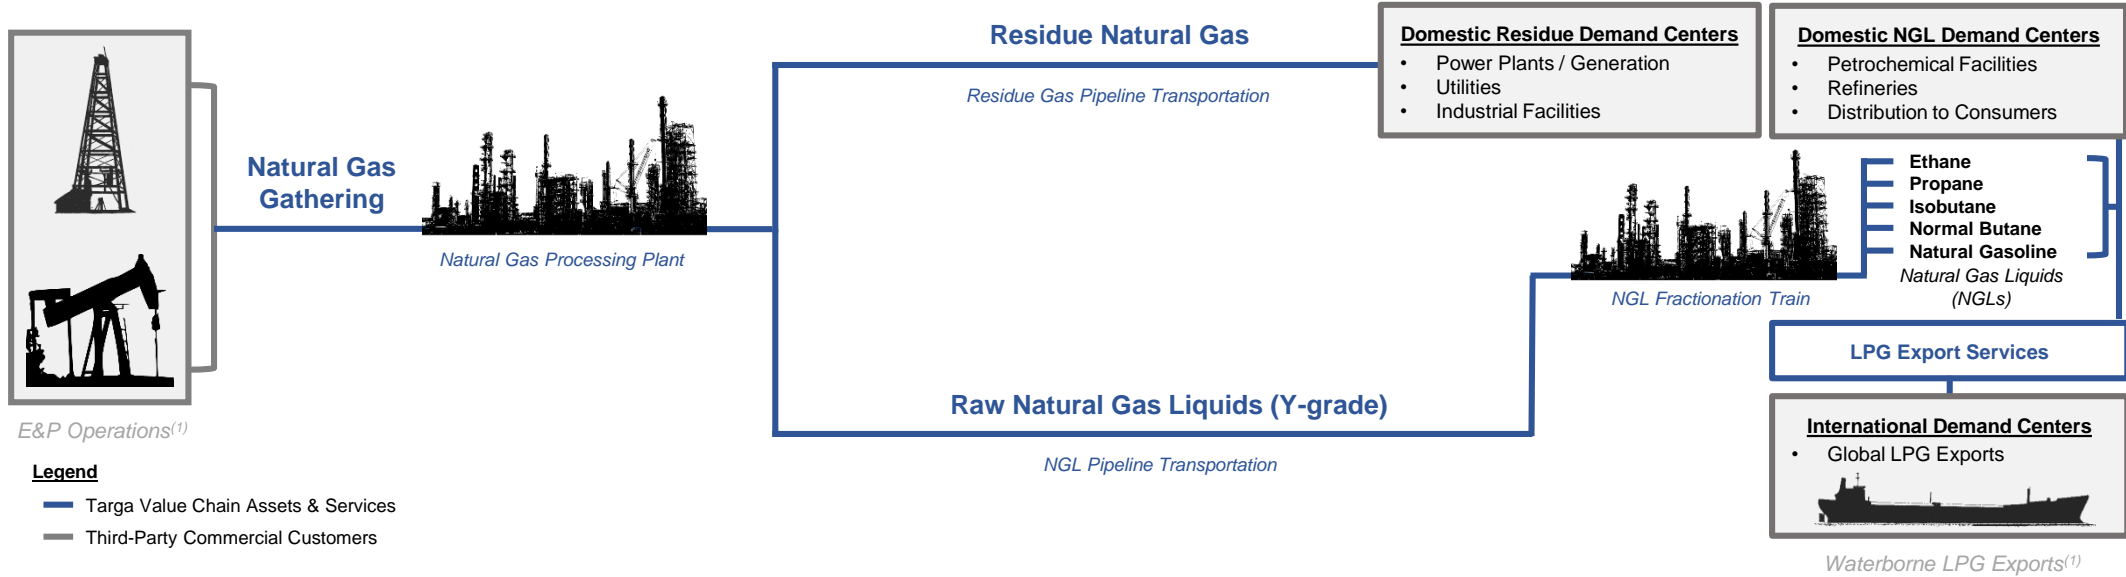 Residue Natural Gas
Residue Gas Pipeline Transportation
Domestic Residue Demand Centers
• Power Plants / Generation
• Utilities
• Industrial Facilities
Domestic NGL Demand Centers
• Petrochemical Facilities
• Refineries
• Distribution to Consumers
Natural Gas
Gathering
Natural Gas Processing Plant
Ethane
Propane
Isobutane
Normal Butane
Natural Gasoline
Natural Gas Liquids
(NGLs)
NGL Fractionation Train
LPG Export Services
Raw Natural Gas Liquids (Y-grade)
NGL Pipeline Transportation
International Demand Centers
• Global LPG Exports
Waterborne LPG Exports(1)
E&P Operations(1)
Legend
Targa Value Chain Assets & Services
Third-Party Commercial Customers